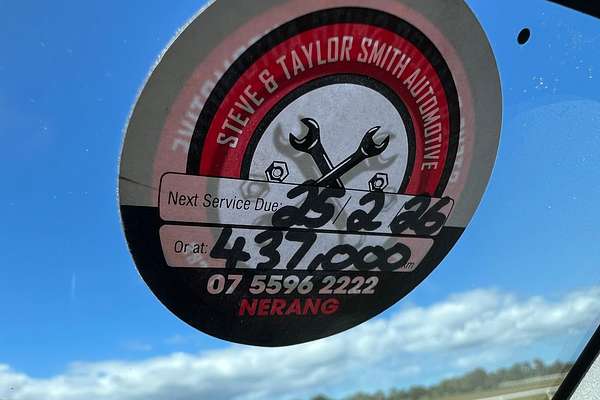 STEVE & TAYLOR SMITH AUTOMOTIVE
Next Service Due: 25/2/26
Or at: 437,000 km
07 5596 2222
NERANG